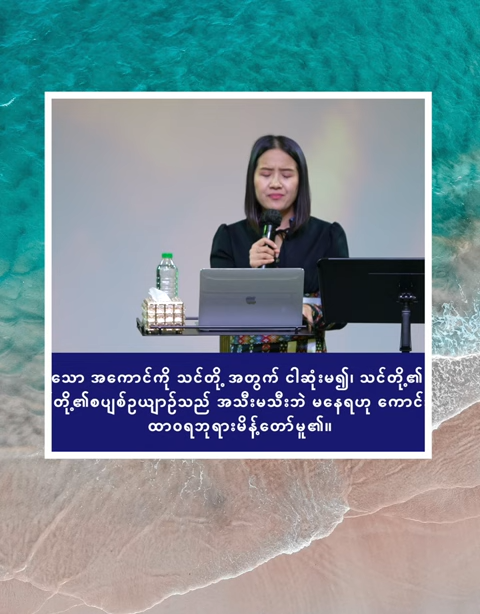 သော အကောင်ကို သင်တို့ အတွက် ငါဆုံးမ၍၊ သင်တို့၏
တို့၏စပျစ်ဥယျာဉ်သည် အသီးမသီးဘဲ မနေရဟု ကောင်
ထာဝရဘုရားမိန့်တော်မူ၏။